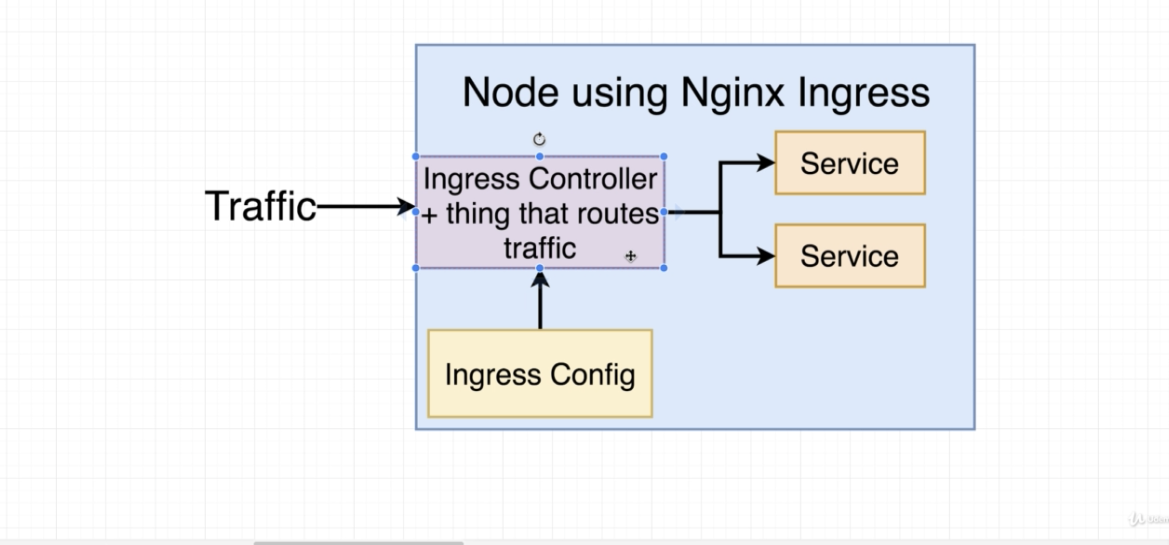 Node using Nginx Ingress
Traffic
Ingress Controller
+ thing that routes
traffic
Service
Service
Ingress Config